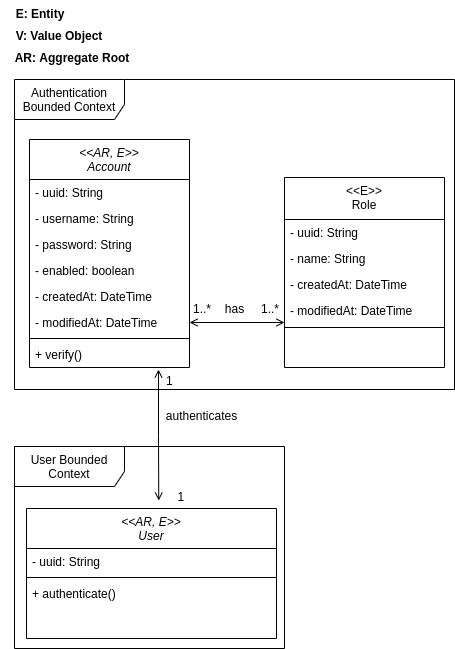 E: Entity
V: Value Object
AR: Aggregate Root
Authentication
Bounded Context
<<AR, E>>
Account
- uuid: String
- username: String
- password: String
- enabled: boolean
- createdAt: DateTime
- modifiedAt: DateTime
+ verify()
<<E>>
Role
- uuid: String
- name: String
- createdAt: DateTime
- modifiedAt: DateTime
1..* has 1..*
1
authenticates
1
User Bounded
Context
<<AR, E>>
User
- uuid: String
+ authenticate()